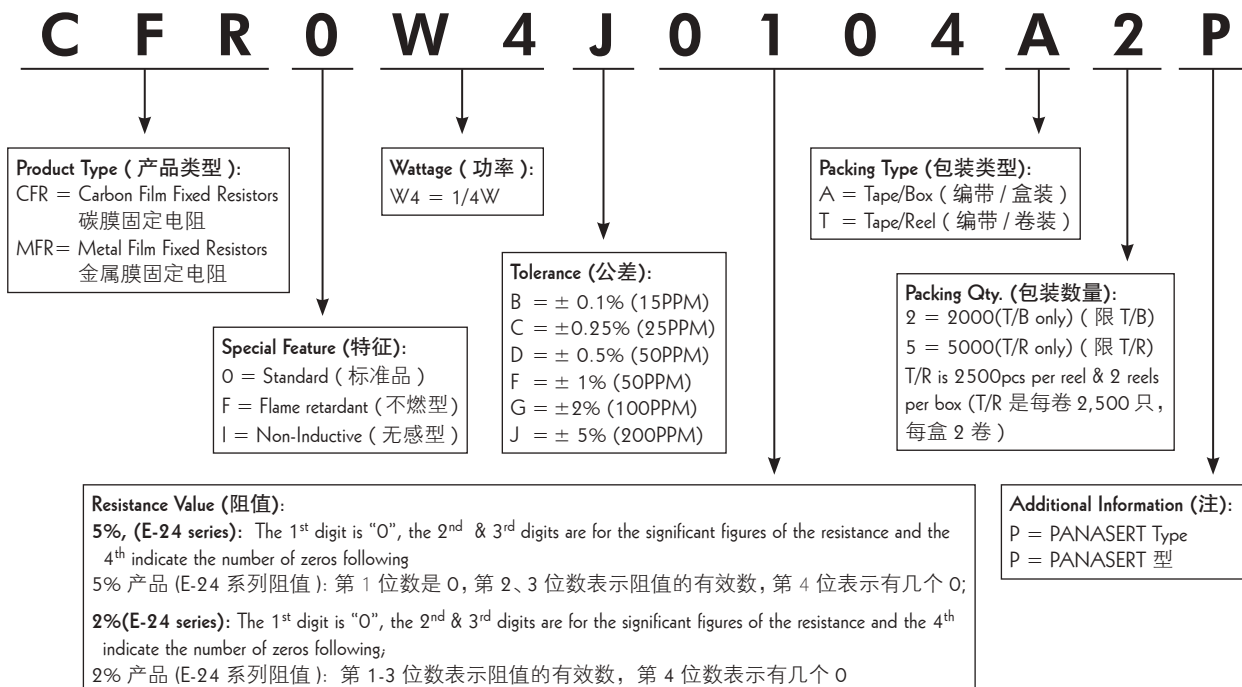 C F R 0 W 4 J 0 1 0 4 A 2 P
Product Type ( 产品类型 ):
CFR = Carbon Film Fixed Resistors
碳膜固定电阻
MFR= Metal Film Fixed Resistors
金属膜固定电阻
Special Feature (特征):
0 = Standard ( 标准品 )
F = Flame retardant ( 不燃型 )
I = Non-Inductive ( 无感型 )
Wattage ( 功率 ):
W4 = 1/4W
Tolerance (公差):
B = ± 0.1% (15PPM)
C = ±0.25% (25PPM)
D = ± 0.5% (50PPM)
F = ± 1% (50PPM)
G = ±2% (100PPM)
J = ± 5% (200PPM)
Packing Type (包装类型):
A = Tape/Box ( 编带 / 盒装 )
T = Tape/Reel ( 编带 / 卷装 )
Packing Qty. (包装数量):
2 = 2000(T/B only) ( 限 T/B)
5 = 5000(T/R only) ( 限 T/R)
T/R is 2500pcs per reel & 2 reels
per box (T/R 是每卷 2,500 只，
每盒 2 卷 )
Resistance Value (阻值):
5%, (E-24 series): The 1st digit is “0”, the 2nd & 3rd digits are for the significant figures of the resistance and the
4th indicate the number of zeros following
5% 产品 (E-24 系列阻值 ): 第 1 位数是 0, 第 2、3 位数表示阻值的有效数, 第 4 位表示有几个 0;
2%(E-24 series): The 1st digit is “0”, the 2nd & 3rd digits are for the significant figures of the resistance and the 4th
indicate the number of zeros following;
2% 产品 (E-24 系列阻值 ): 第 1-3 位数表示阻值的有效数，第 4 位数表示有几个 0
Additional Information (注):
P = PANASERT Type
P = PANASERT 型